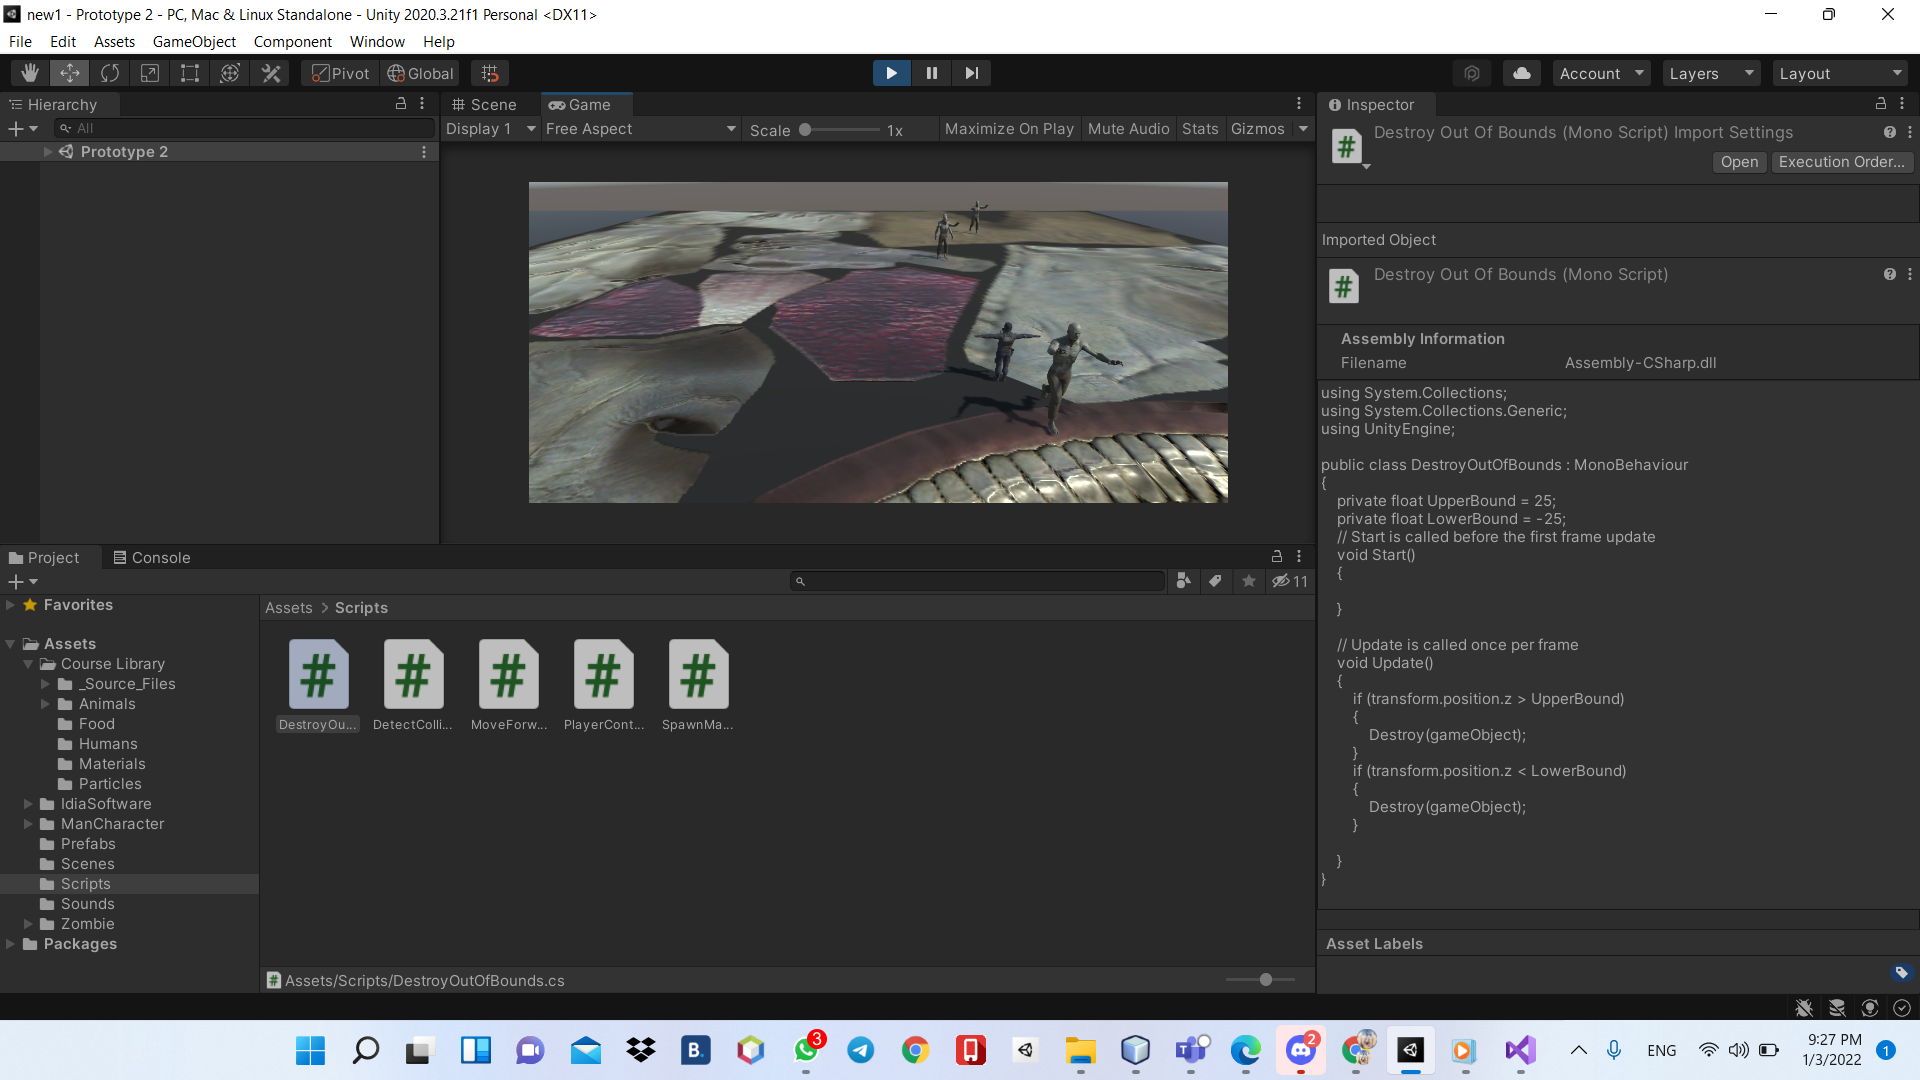 new1 - Prototype 2 - PC, Mac & Linux Standalone - Unity 2020.3.21f1 Personal <DX11>
File Edit Assets GameObject Component Window Help
Pivot Global Account Layers Layout
Hierarchy
All
Prototype 2
Scene Game
Display 1 Free Aspect Scale 1x Maximize On Play Mute Audio Stats Gizmos
Inspector
Destroy Out Of Bounds (Mono Script) Import Settings
Open Execution Order...
Imported Object
Destroy Out Of Bounds (Mono Script)
Assembly Information
Filename Assembly-CSharp.dll
using System.Collections;
using System.Collections.Generic;
using UnityEngine;
public class DestroyOutOfBounds : MonoBehaviour
{
private float UpperBound = 25;
private float LowerBound = -25;
// Start is called before the first frame update
void Start()
{
}
// Update is called once per frame
void Update()
{
if (transform.position.z > UpperBound)
{
Destroy(gameObject);
}
if (transform.position.z < LowerBound)
{
Destroy(gameObject);
}
}
}
Asset Labels
Project Console
11
Favorites
Assets
Course Library
_Source_Files
Animals
Food
Humans
Materials
Particles
IdiaSoftware
ManCharacter
Prefabs
Scenes
Scripts
Sounds
Zombie
Packages
Assets > Scripts
DestroyOu... DetectColli... MoveForw... PlayerCont... SpawnMa...
Assets/Scripts/DestroyOutOfBounds.cs
B. 3 2 ENG
9:27 PM
1/3/2022
1